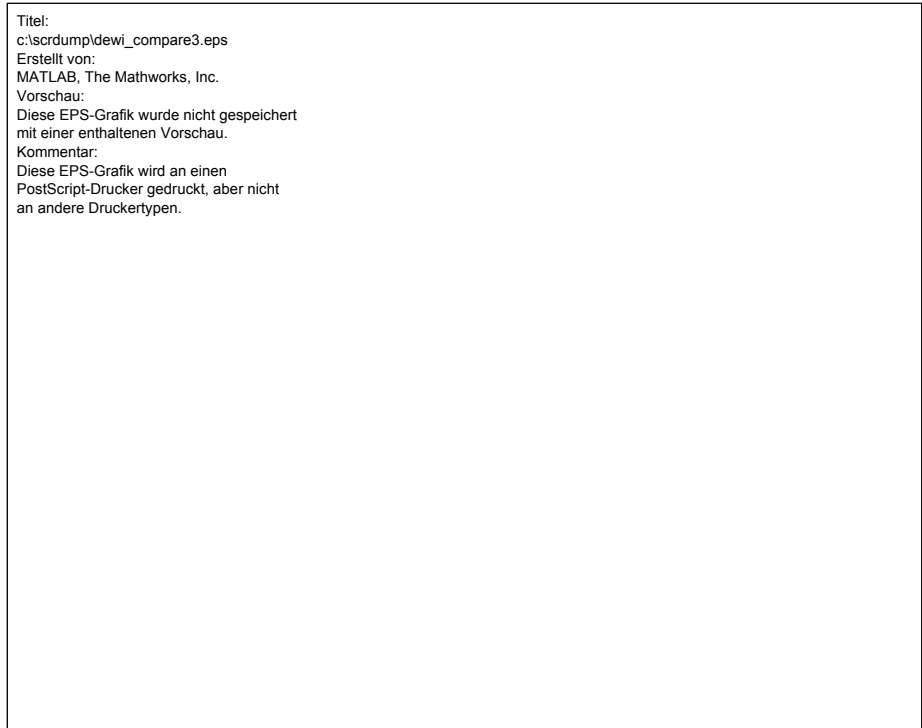 Titel:
c:\scrdump\dewi_compare3.eps
Erstellt von:
MATLAB, The Mathworks, Inc.
Vorschau:
Diese EPS-Grafik wurde nicht gespeichert
mit einer enthaltenen Vorschau.
Kommentar:
Diese EPS-Grafik wird an einen
PostScript-Drucker gedruckt, aber nicht
an andere Druckertypen.